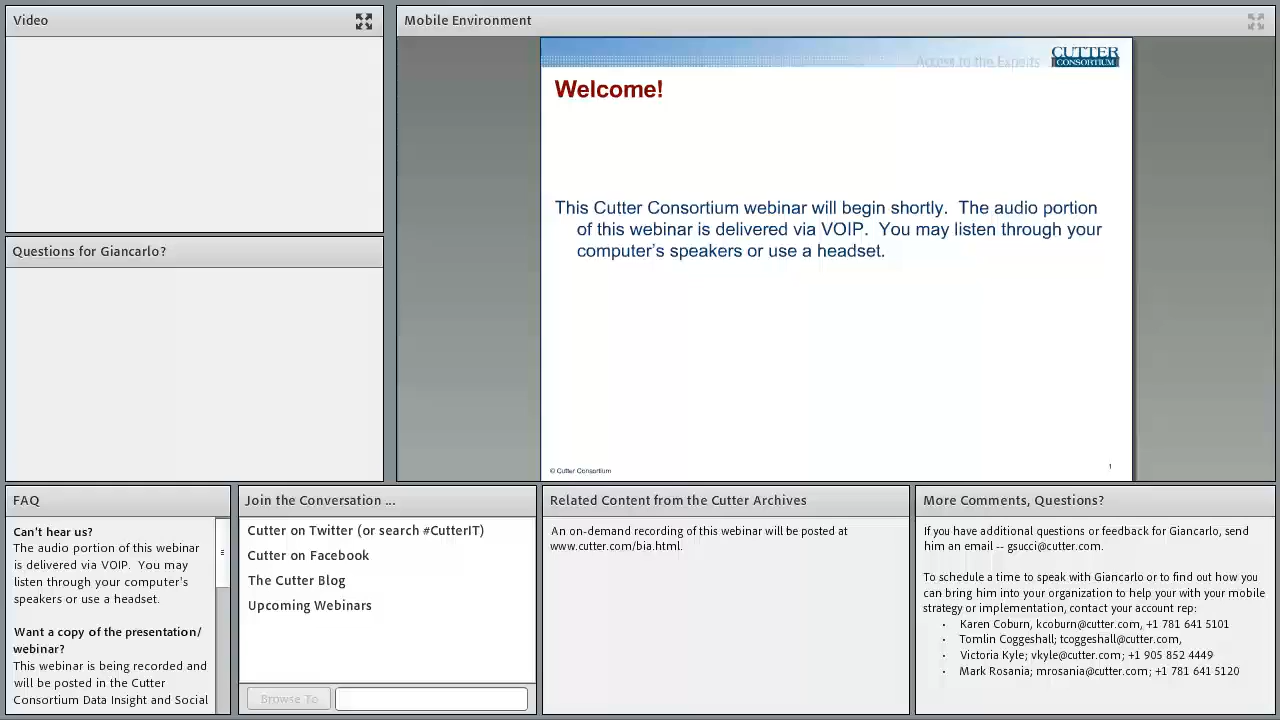 Video
Mobile Environment
Access to the Experts
CUTTER
CONSORTIUM
Welcome!
This Cutter Consortium webinar will begin shortly.  The audio portion
of this webinar is delivered via VOIP.  You may listen through your
computer's speakers or use a headset.
© Cutter Consortium
1
Questions for Giancarlo?
FAQ
Can't hear us?
The audio portion of this webinar
is delivered via VOIP.  You may
listen through your computer's
speakers or use a headset.
Want a copy of the presentation/
webinar?
This webinar is being recorded and
will be posted in the Cutter
Consortium Data Insight and Social
Join the Conversation ...
Cutter on Twitter (or search #CutterIT)
Cutter on Facebook
The Cutter Blog
Upcoming Webinars
Browse To
Related Content from the Cutter Archives
An on-demand recording of this webinar will be posted at
www.cutter.com/bia.html.
More Comments, Questions?
If you have additional questions or feedback for Giancarlo, send
him an email -- gsucci@cutter.com.
To schedule a time to speak with Giancarlo or to find out how you
can bring him into your organization to help your with your mobile
strategy or implementation, contact your account rep:
• Karen Coburn, kcoburn@cutter.com, +1 781 641 5101
• Tomlin Coggeshall; tcoggeshall@cutter.com,
• Victoria Kyle; vkyle@cutter.com; +1 905 852 4449
• Mark Rosania; mrosania@cutter.com; +1 781 641 5120